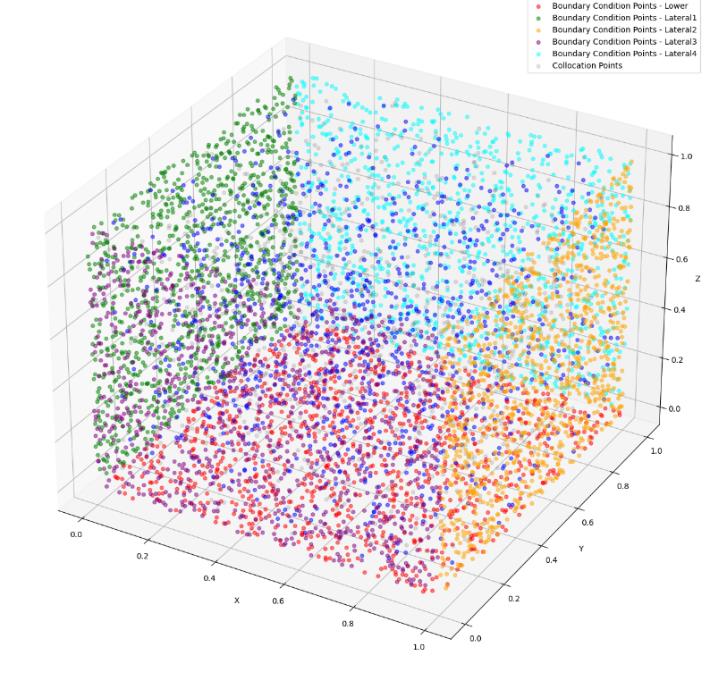 Boundary Condition Points - Lower
Boundary Condition Points - Lateral1
Boundary Condition Points - Lateral2
Boundary Condition Points - Lateral3
Boundary Condition Points - Lateral4
Collocation Points
1.0
0.8
0.6
Z
0.4
0.2
0.0
1.0
0.8
0.6
Y
0.4
0.2
0.0
0.0
0.2
0.4
X
0.6
0.8
1.0